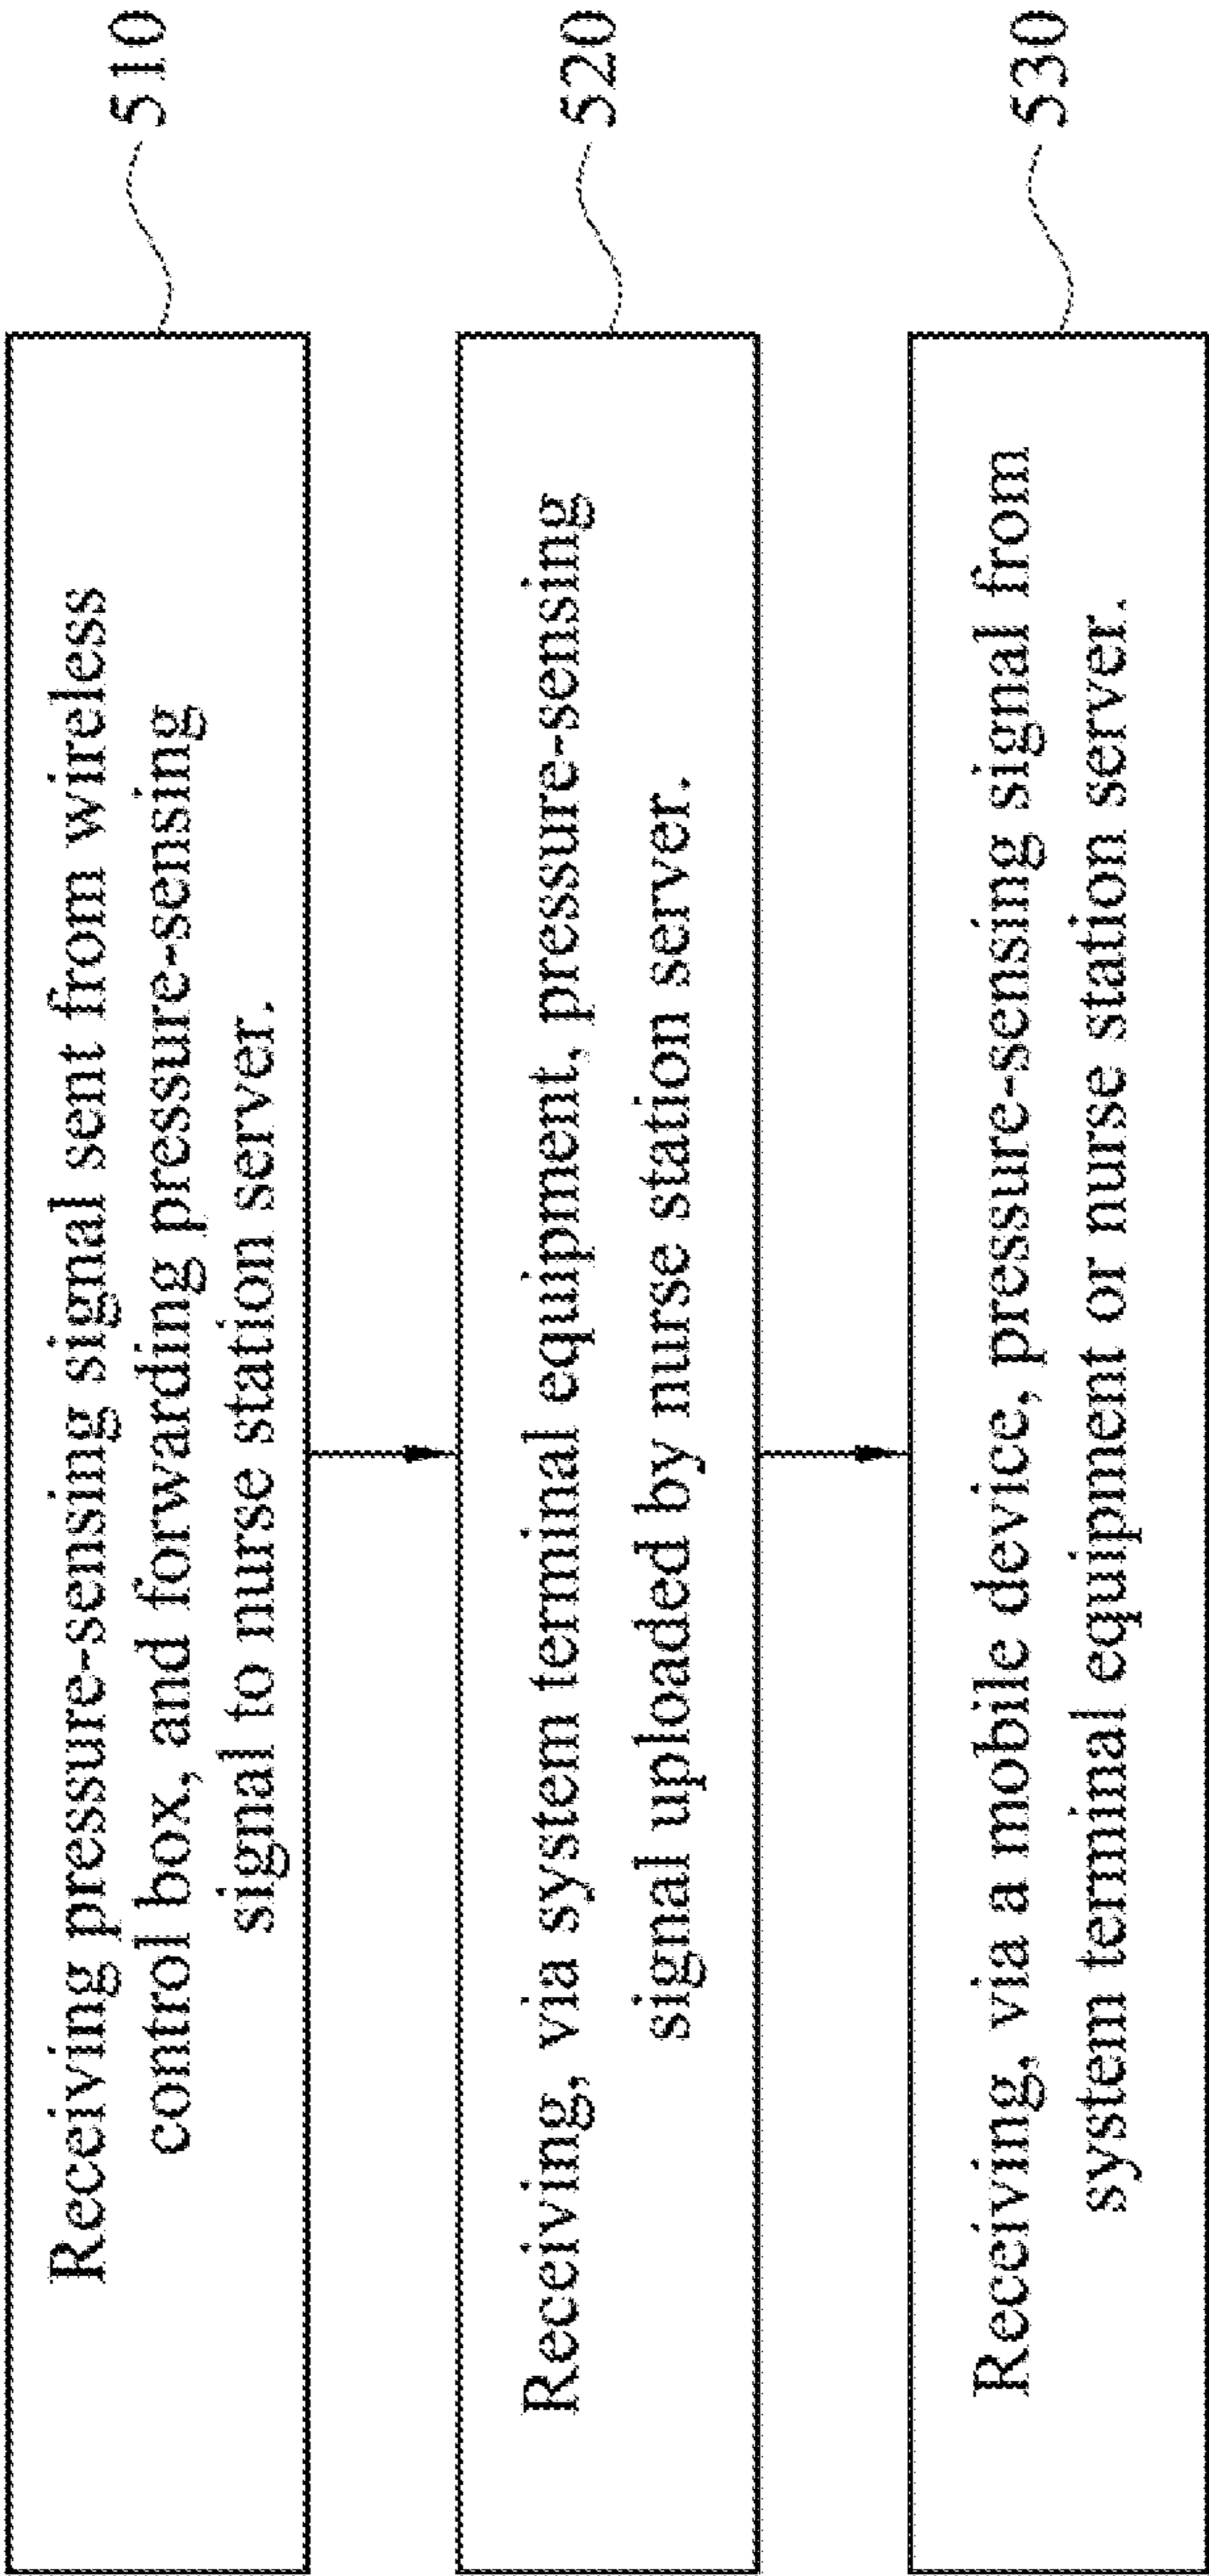 Receiving pressure-sensing signal sent from wireless
control box, and forwarding pressure-sensing
signal to nurse station server.
510
Receiving, via system terminal equipment, pressure-sensing
signal uploaded by nurse station server.
520
Receiving, via a mobile device, pressure-sensing signal from
system terminal equipment or nurse station server.
530